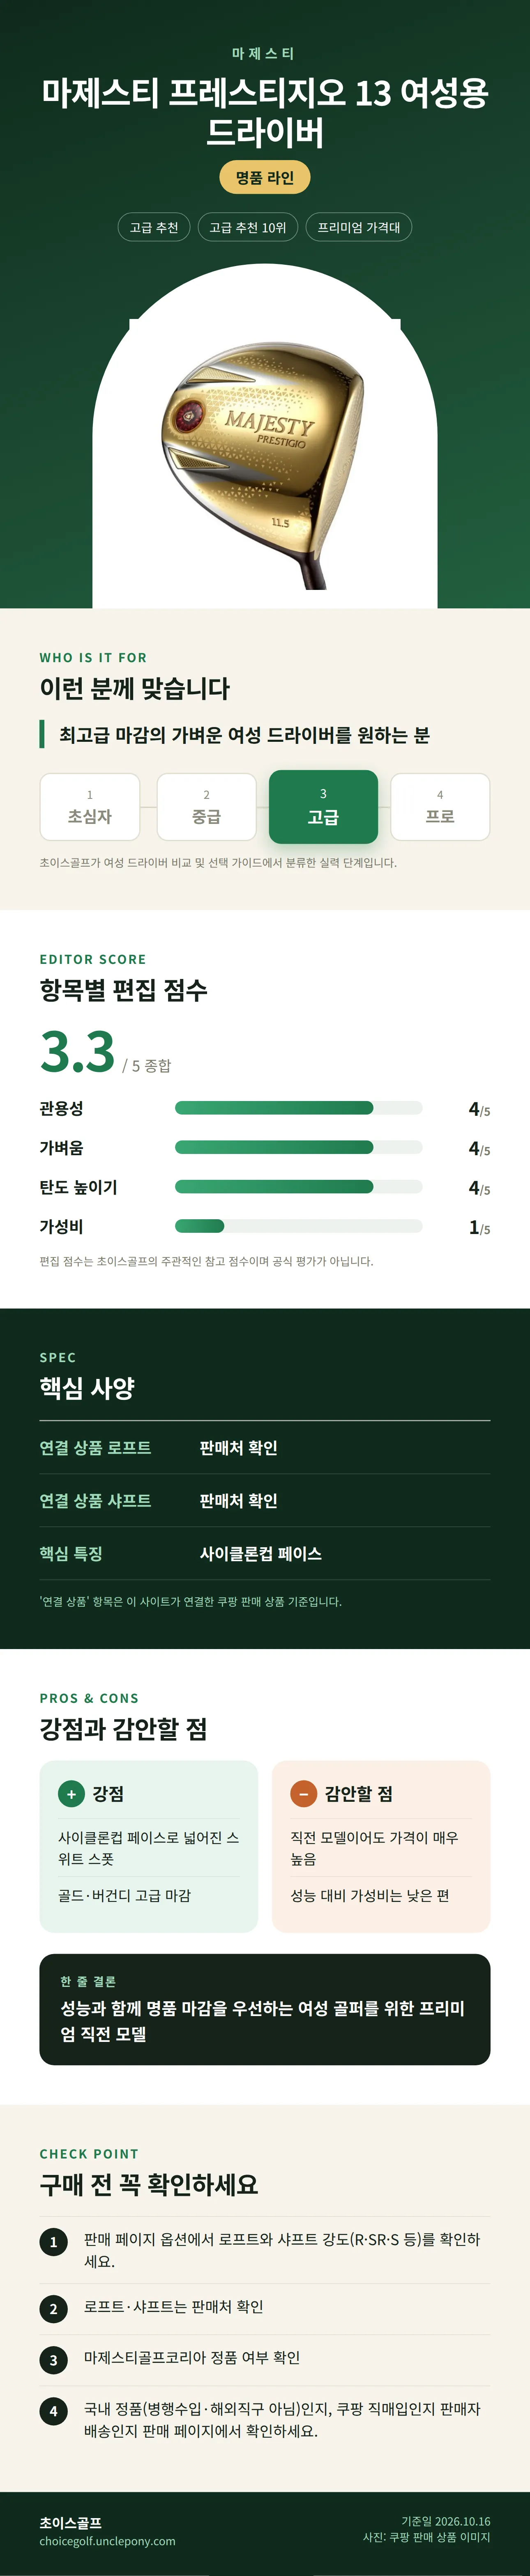 마제스티
마제스티 프레스티지오 13 여성용
드라이버
명품 라인
고급 추천
고급 추천 10위
프리미엄 가격대
MAJESTY
PRESTIGIO
11.5
WHO IS IT FOR
이런 분께 맞습니다
최고급 마감의 가벼운 여성 드라이버를 원하는 분
1
초심자
2
중급
3
고급
4
프로
초이스골프가 여성 드라이버 비교 및 선택 가이드에서 분류한 실력 단계입니다.
EDITOR SCORE
항목별 편집 점수
3.3 / 5 종합
관용성 4/5
가벼움 4/5
탄도 높이기 4/5
가성비 1/5
편집 점수는 초이스골프의 주관적인 참고 점수이며 공식 평가가 아닙니다.
SPEC
핵심 사양
연결 상품 로프트 판매처 확인
연결 상품 샤프트 판매처 확인
핵심 특징 사이클론컵 페이스
'연결 상품' 항목은 이 사이트가 연결한 쿠팡 판매 상품 기준입니다.
PROS & CONS
강점과 감안할 점
+ 강점
사이클론컵 페이스로 넓어진 스
위트 스폿
골드·버건디 고급 마감
− 감안할 점
직전 모델이어도 가격이 매우
높음
성능 대비 가성비는 낮은 편
한 줄 결론
성능과 함께 명품 마감을 우선하는 여성 골퍼를 위한 프리미
엄 직전 모델
CHECK POINT
구매 전 꼭 확인하세요
1 판매 페이지 옵션에서 로프트와 샤프트 강도(R·SR·S 등)를 확인하
세요.
2 로프트·샤프트는 판매처 확인
3 마제스티골프코리아 정품 여부 확인
4 국내 정품(병행수입·해외직구 아님)인지, 쿠팡 직매입인지 판매자
배송인지 판매 페이지에서 확인하세요.
초이스골프
choicegolf.unclepony.com
기준일 2026.10.16
사진: 쿠팡 판매 상품 이미지